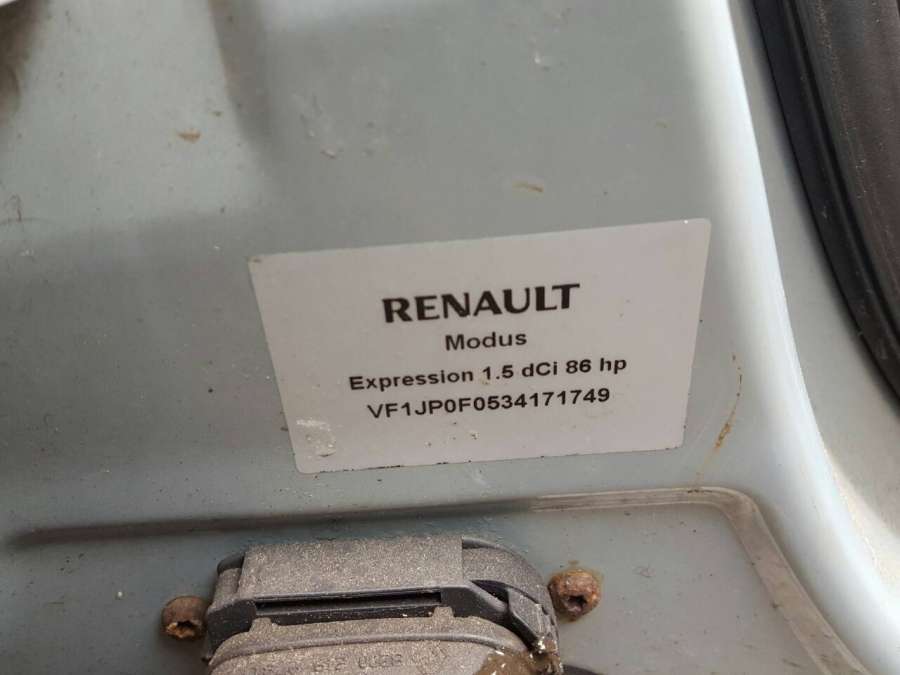 RENAULT
Modus
Expression 1.5 dCi 86 hp
VF1JP0F0534171749